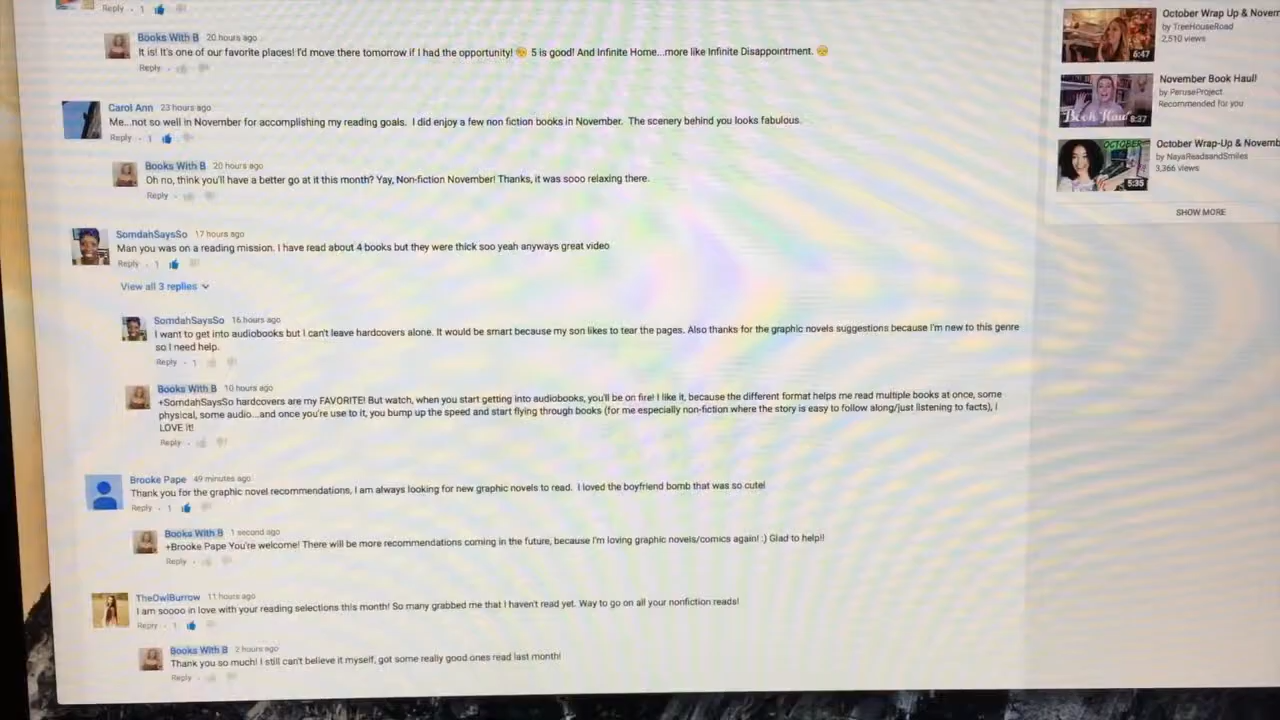 Reply · 1
Books With B 20 hours ago
It is! It's one of our favorite places! I'd move there tomorrow if I had the opportunity! 5 is good! And Infinite Home...more like Infinite Disappointment.
Reply
Carol Ann 23 hours ago
Me...not so well in November for accomplishing my reading goals. I did enjoy a few non fiction books in November. The scenery behind you looks fabulous.
Reply · 1
Books With B 20 hours ago
Oh no, think you'll have a better go at it this month? Yay, Non-fiction November! Thanks, it was sooo relaxing there.
Reply
SomdahSaysSo 17 hours ago
Man you was on a reading mission. I have read about 4 books but they were thick soo yeah anyways great video
Reply · 1
View all 3 replies
SomdahSaysSo 16 hours ago
I want to get into audiobooks but I can't leave hardcovers alone. It would be smart because my son likes to tear the pages. Also thanks for the graphic novels suggestions because I'm new to this genre
so I need help.
Reply · 1
Books With B 10 hours ago
+SomdahSaysSo hardcovers are my FAVORITE! But watch, when you start getting into audiobooks, you'll be on fire! I like it, because the different format helps me read multiple books at once, some
physical, some audio...and once you're use to it, you bump up the speed and start flying through books (for me especially non-fiction where the story is easy to follow along/just listening to facts), I
LOVE it!
Reply
Brooke Pape 49 minutes ago
Thank you for the graphic novel recommendations, I am always looking for new graphic novels to read. I loved the boyfriend bomb that was so cute!
Reply · 1
Books With B 1 second ago
+Brooke Pape You're welcome! There will be more recommendations coming in the future, because I'm loving graphic novels/comics again! :) Glad to help!!
Reply
TheOwlBurrow 11 hours ago
I am soooo in love with your reading selections this month! So many grabbed me that I haven't read yet. Way to go on all your nonfiction reads!
Reply · 1
Books With B 2 hours ago
Thank you so much! I still can't believe it myself, got some really good ones read last month!
Reply
October Wrap Up & Novem
by TreeHouseRoad
2,510 views
6:47
November Book Haul!
by PeruseProject
Recommended for you
Book Haul 8:37
October Wrap-Up & Novemb
by NayaReadsandSmiles
3,366 views
OCTOBER
5:35
SHOW MORE